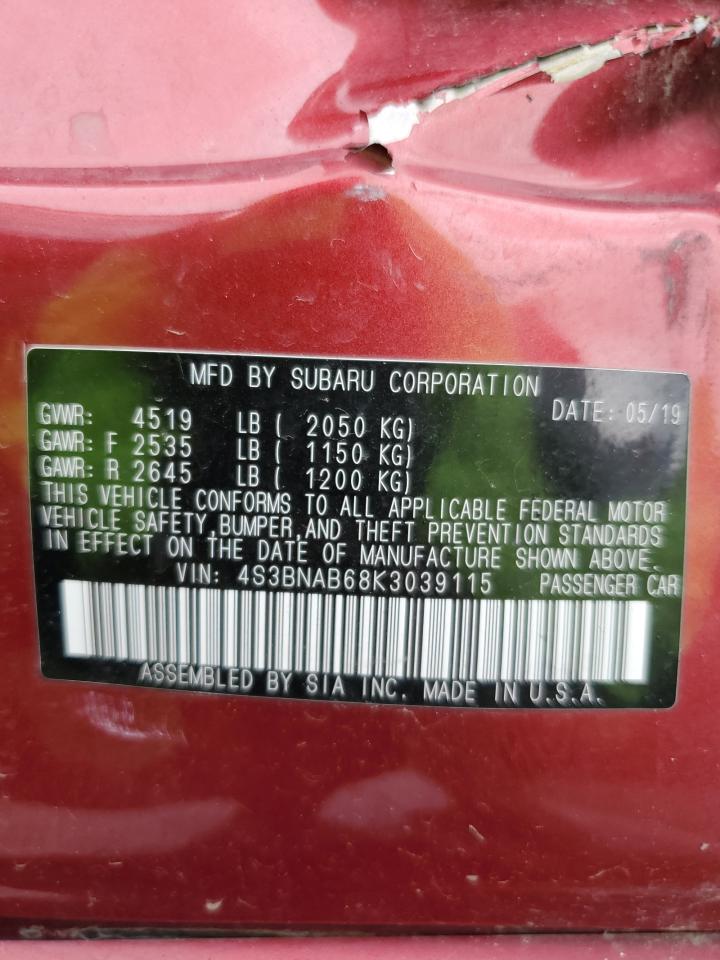 MFD BY SUBARU CORPORATION
DATE: 05/19
GVWR: 4519 LB ( 2050 KG)
GAWR: F 2535 LB ( 1150 KG)
GAWR: R 2645 LB ( 1200 KG)
THIS VEHICLE CONFORMS TO ALL APPLICABLE FEDERAL MOTOR
VEHICLE SAFETY, BUMPER, AND THEFT PREVENTION STANDARDS
IN EFFECT ON THE DATE OF MANUFACTURE SHOWN ABOVE.
VIN: 4S3BNAB68K3039115 PASSENGER CAR
ASSEMBLED BY SIA INC. MADE IN U.S.A.